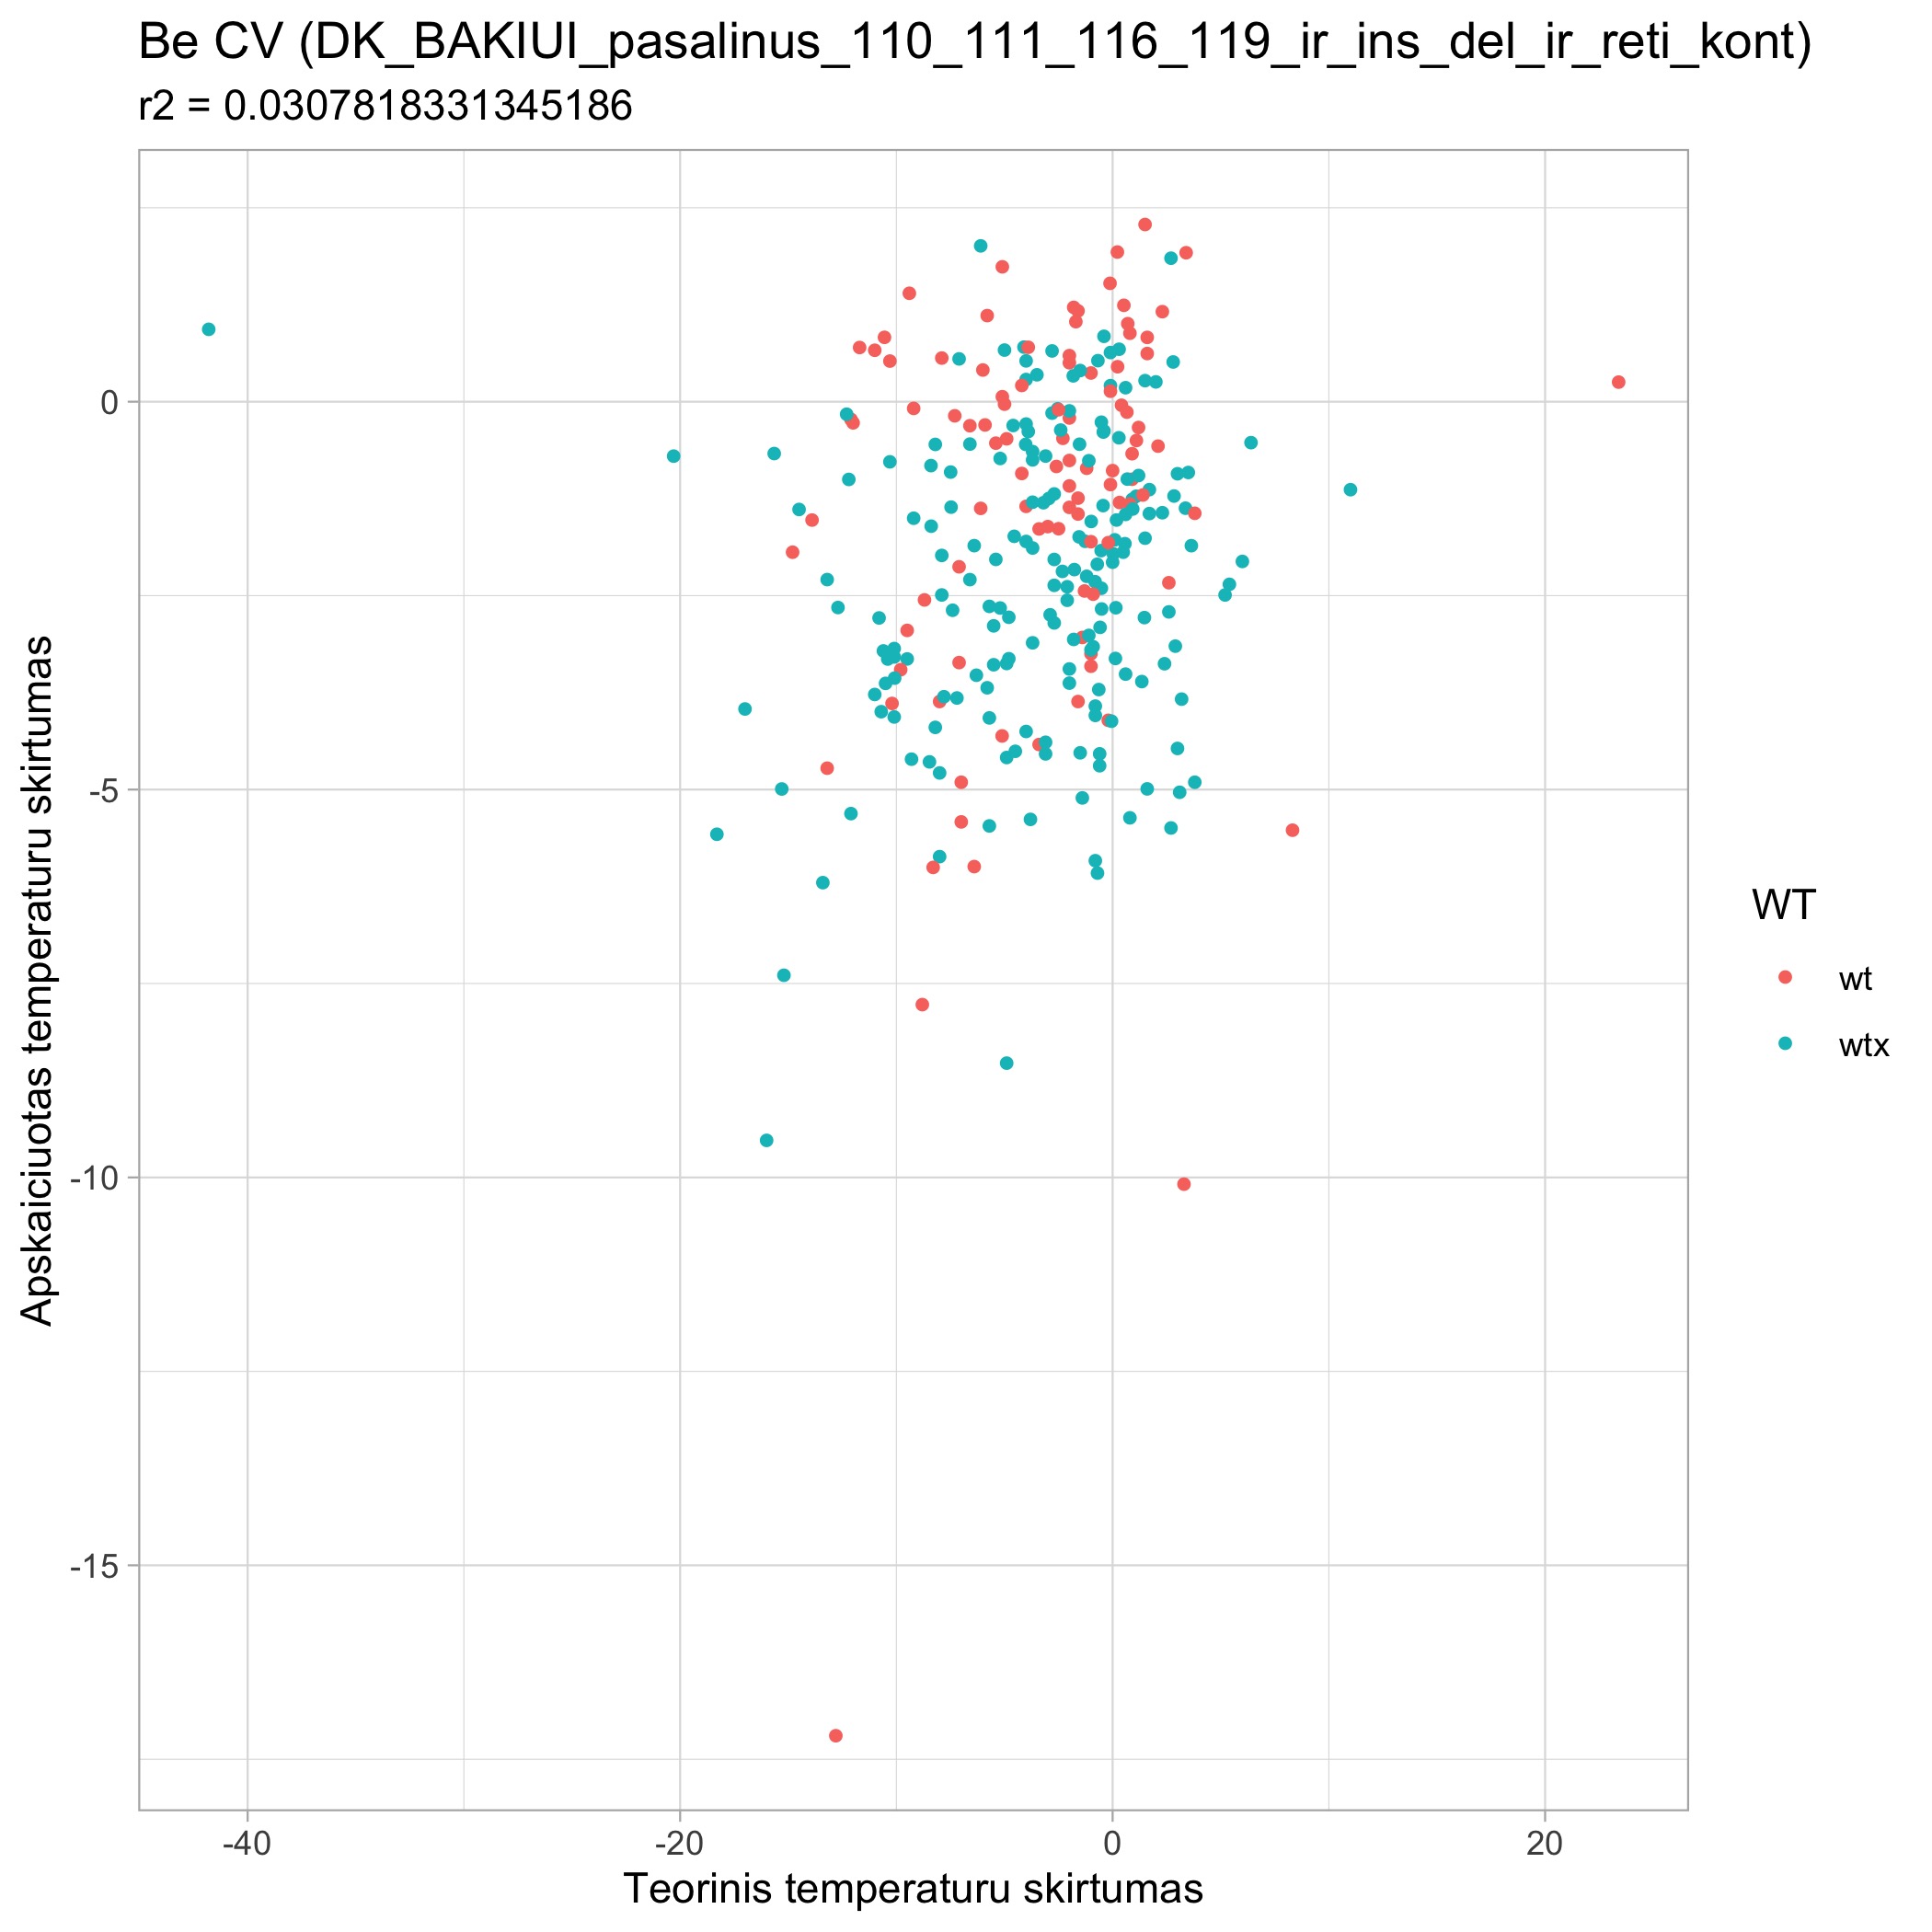 Be CV (DK_BAKIUI_pasalinus_110_111_116_119_ir_ins_del_ir_reti_kont)
r2 = 0.0307818331345186
0
-5
-10
-15
Apskaiciuotas temperaturu skirtumas
-40
-20
0
20
Teorinis temperaturu skirtumas
WT
wt
wtx